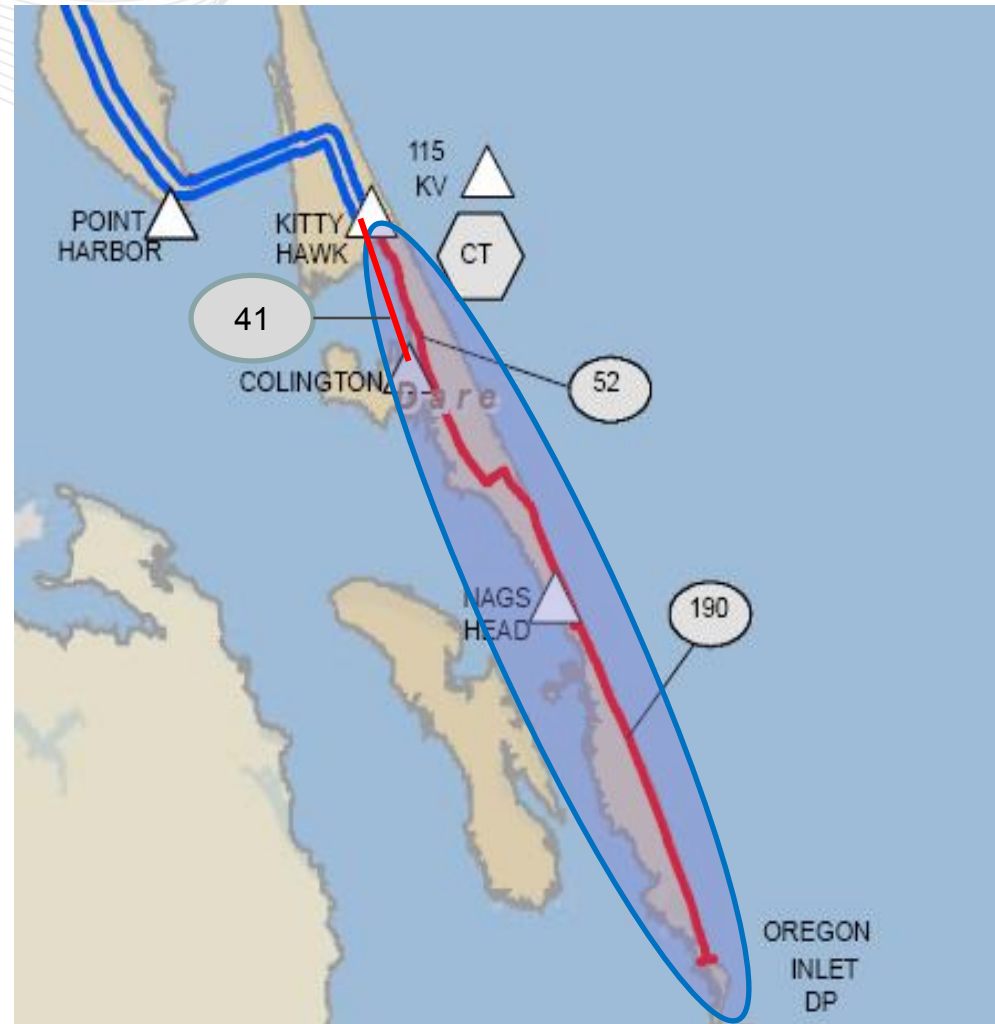 115
KV
POINT
HARBOR
KITTY
HAWK
CT
41
COLINGTON
52
Dare
NAGS
HEAD
190
OREGON
INLET
DP